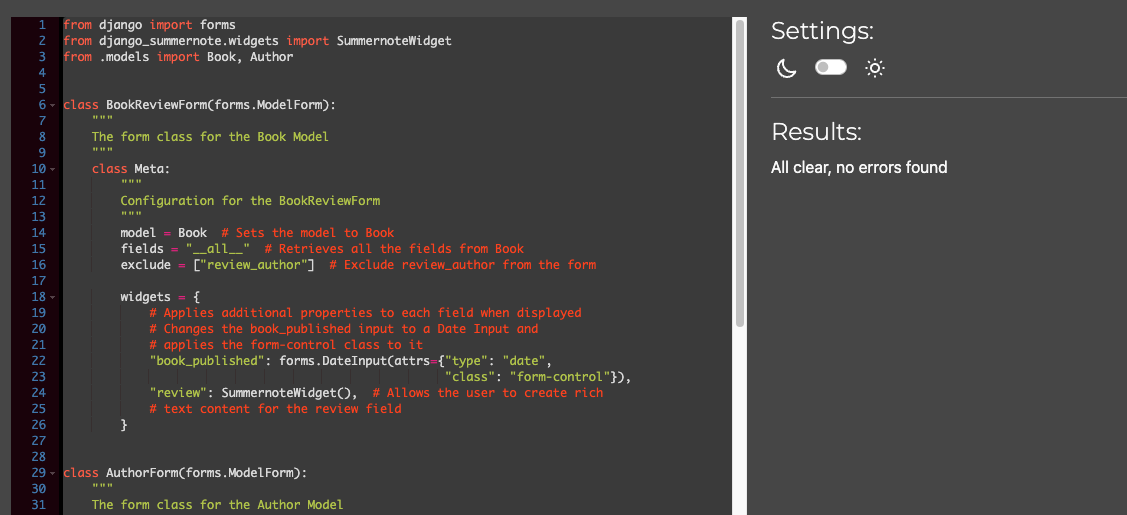 1 from django import forms
2 from django_summernote.widgets import SummernoteWidget
3 from .models import Book, Author
4
5
6 class BookReviewForm(forms.ModelForm):
7     """
8     The form class for the Book Model
9     """
10     class Meta:
11         """
12         Configuration for the BookReviewForm
13         """
14         model = Book  # Sets the model to Book
15         fields = "__all__"  # Retrieves all the fields from Book
16         exclude = ["review_author"]  # Exclude review_author from the form
17
18         widgets = {
19             # Applies additional properties to each field when displayed
20             # Changes the book_published input to a Date Input and
21             # applies the form-control class to it
22             "book_published": forms.DateInput(attrs={"type": "date",
23                                                      "class": "form-control"}),
24             "review": SummernoteWidget(),  # Allows the user to create rich
25             # text content for the review field
26         }
27
28
29 class AuthorForm(forms.ModelForm):
30     """
31     The form class for the Author Model
Settings:
Results:
All clear, no errors found